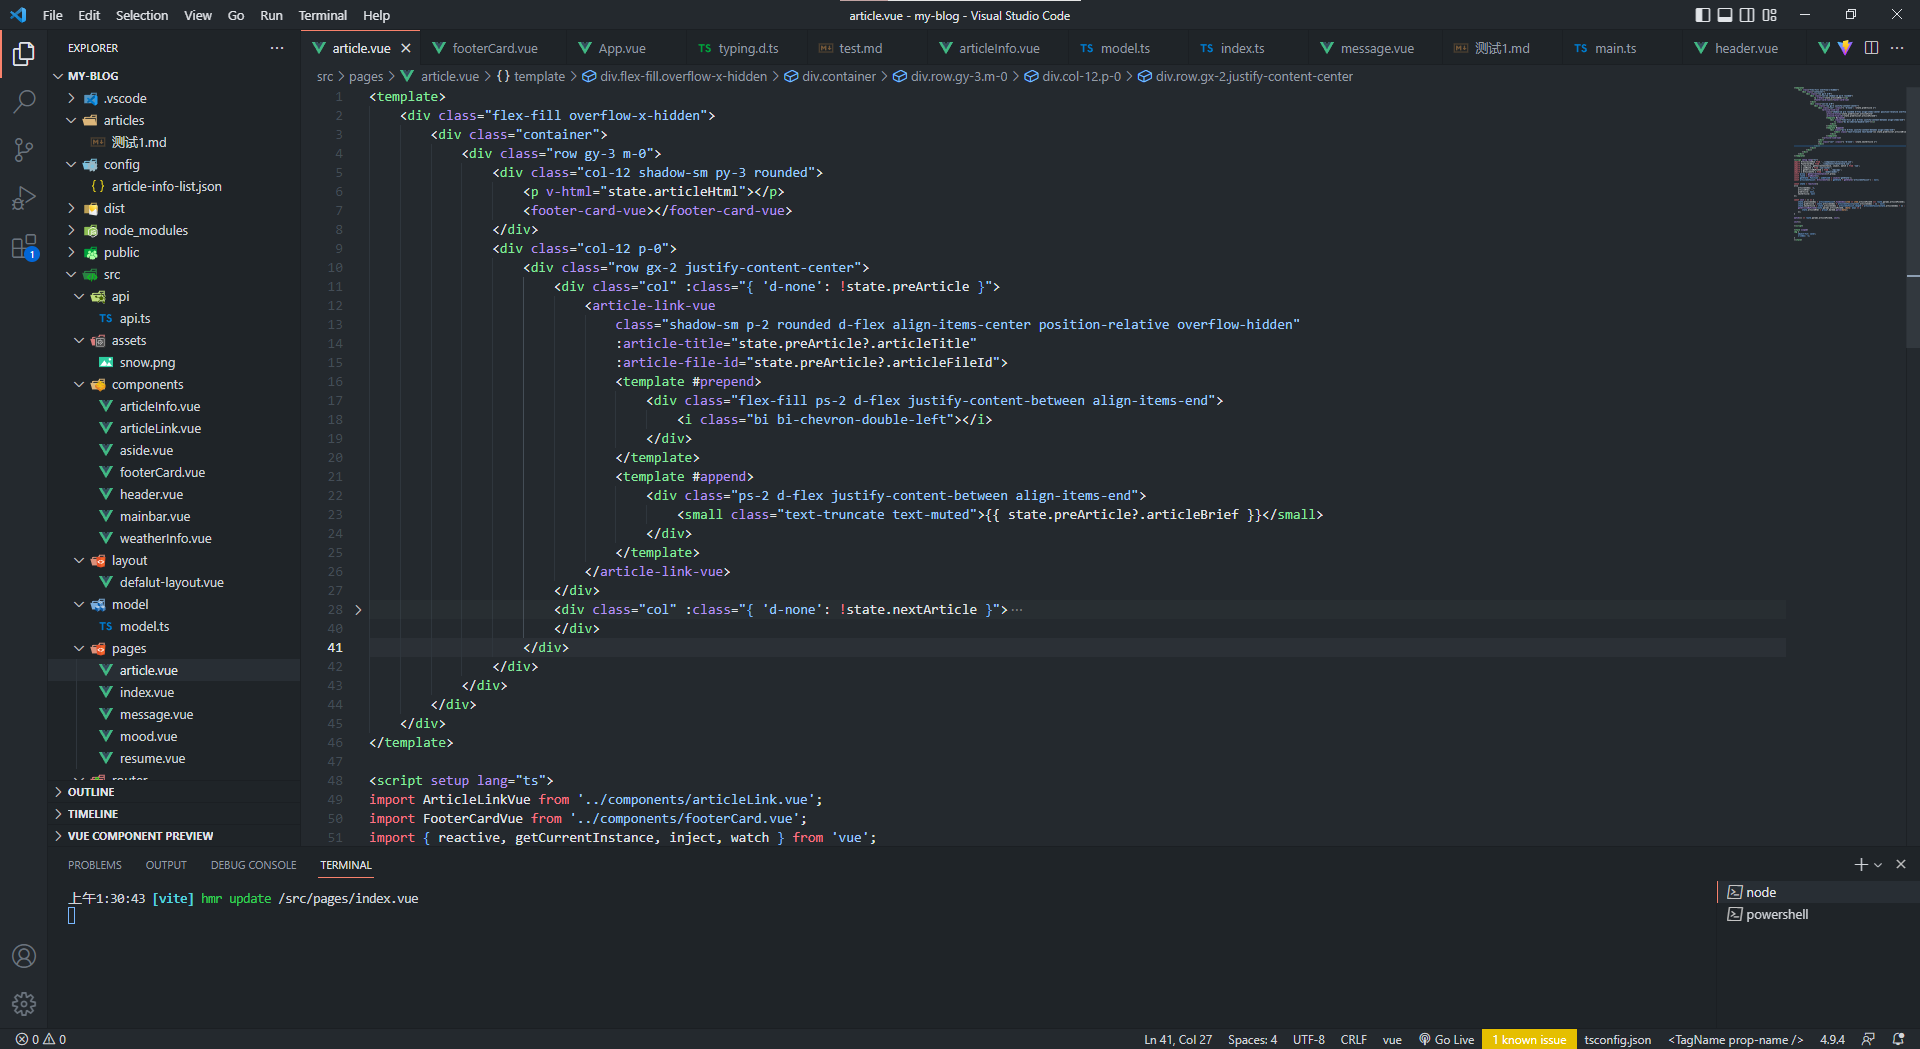 File Edit Selection View Go Run Terminal Help
article.vue - my-blog - Visual Studio Code
EXPLORER
MY-BLOG
.vscode
articles
测试1.md
config
article-info-list.json
dist
node_modules
public
src
api
api.ts
assets
snow.png
components
articleInfo.vue
articleLink.vue
aside.vue
footerCard.vue
header.vue
mainbar.vue
weatherInfo.vue
layout
defalut-layout.vue
model
model.ts
pages
article.vue
index.vue
message.vue
mood.vue
resume.vue
router
OUTLINE
TIMELINE
VUE COMPONENT PREVIEW
1
article.vue footerCard.vue App.vue TS typing.d.ts test.md articleInfo.vue TS model.ts TS index.ts message.vue 测试1.md TS main.ts header.vue
src > pages > article.vue > {} template > div.flex-fill.overflow-x-hidden > div.container > div.row.gy-3.m-0 > div.col-12.p-0 > div.row.gx-2.justify-content-center
1 <template>
2 <div class="flex-fill overflow-x-hidden">
3 <div class="container">
4 <div class="row gy-3 m-0">
5 <div class="col-12 shadow-sm py-3 rounded">
6 <p v-html="state.articleHtml"></p>
7 <footer-card-vue></footer-card-vue>
8 </div>
9 <div class="col-12 p-0">
10 <div class="row gx-2 justify-content-center">
11 <div class="col" :class="{ 'd-none': !state.preArticle }">
12 <article-link-vue
13 class="shadow-sm p-2 rounded d-flex align-items-center position-relative overflow-hidden"
14 :article-title="state.preArticle?.articleTitle"
15 :article-file-id="state.preArticle?.articleFileId">
16 <template #prepend>
17 <div class="flex-fill ps-2 d-flex justify-content-between align-items-end">
18 <i class="bi bi-chevron-double-left"></i>
19 </div>
20 </template>
21 <template #append>
22 <div class="ps-2 d-flex justify-content-between align-items-end">
23 <small class="text-truncate text-muted">{{ state.preArticle?.articleBrief }}</small>
24 </div>
25 </template>
26 </article-link-vue>
27 </div>
28 <div class="col" :class="{ 'd-none': !state.nextArticle }">…
40 </div>
41 </div>
42 </div>
43 </div>
44 </div>
45 </div>
46 </template>
47
48 <script setup lang="ts">
49 import ArticleLinkVue from '../components/articleLink.vue';
50 import FooterCardVue from '../components/footerCard.vue';
51 import { reactive, getCurrentInstance, inject, watch } from 'vue';
PROBLEMS OUTPUT DEBUG CONSOLE TERMINAL
上午1:30:43 [vite] hmr update /src/pages/index.vue
node
powershell
0 0
Ln 41, Col 27 Spaces: 4 UTF-8 CRLF vue Go Live 1 known issue tsconfig.json <TagName prop-name /> 4.9.4